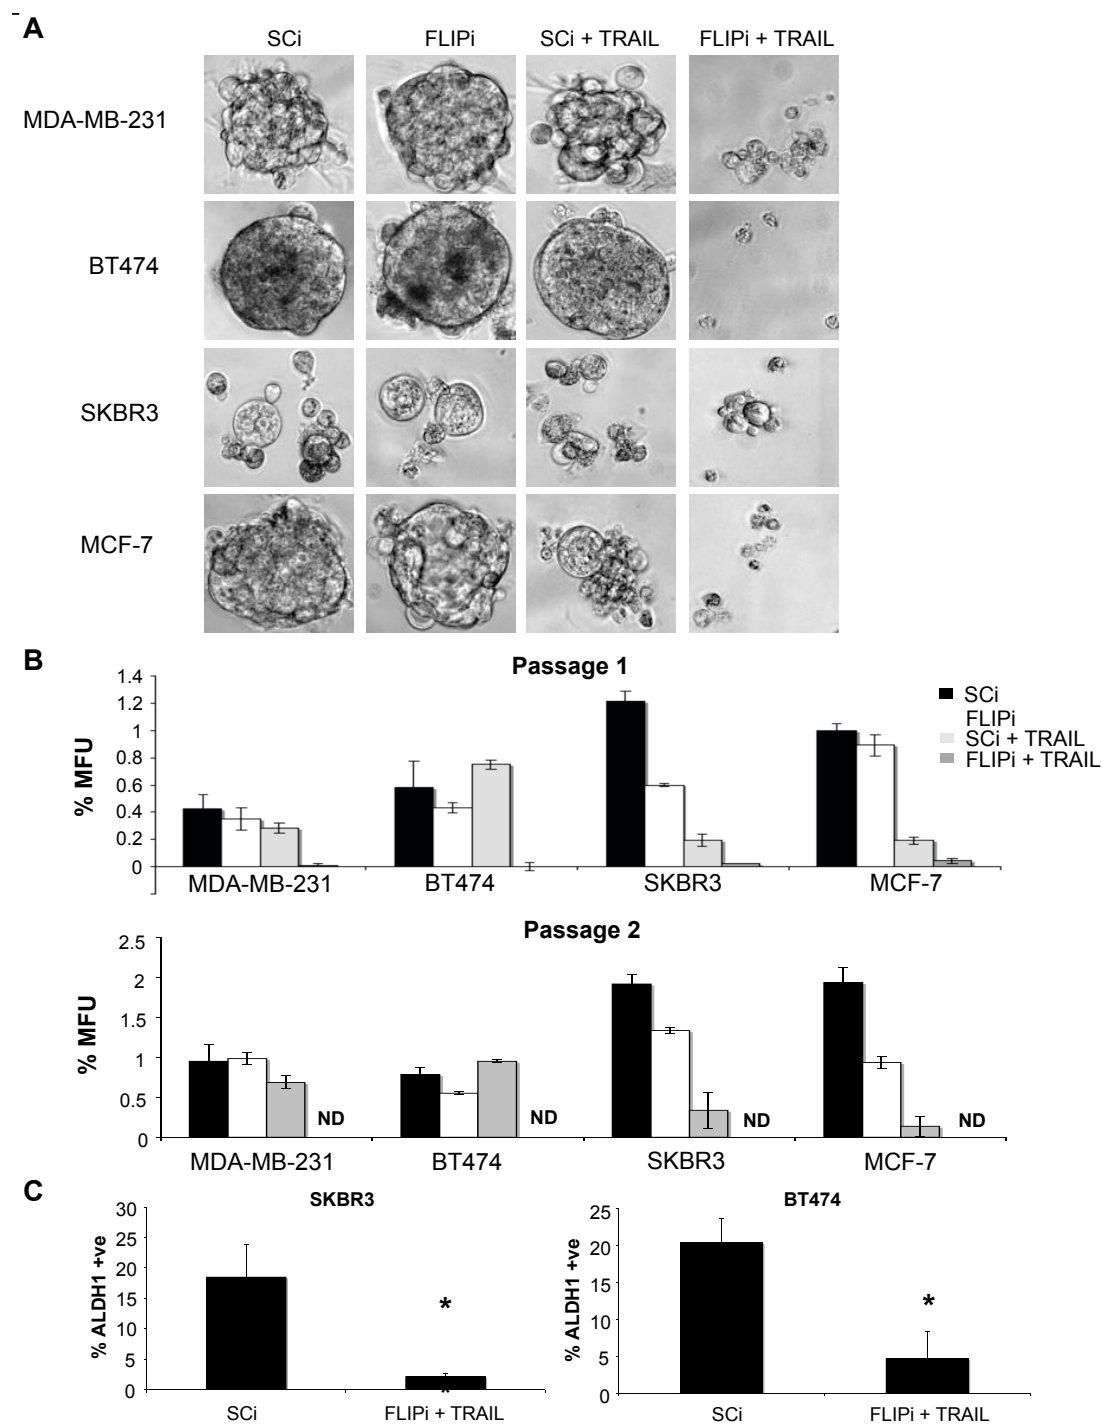 A
SCi FLIPi SCi + TRAIL FLIPi + TRAIL
MDA-MB-231
BT474
SKBR3
MCF-7
B
Passage 1
% MFU
1.4
1.2
1
0.8
0.6
0.4
0.2
0
SCi
FLIPi
SCi + TRAIL
FLIPi + TRAIL
MDA-MB-231 BT474 SKBR3 MCF-7
Passage 2
% MFU
2.5
2
1.5
1
0.5
0
ND ND ND ND
MDA-MB-231 BT474 SKBR3 MCF-7
C
SKBR3
% ALDH1 +ve
30
25
20
15
10
5
0
*
SCi FLIPi + TRAIL
BT474
% ALDH1 +ve
25
20
15
10
5
0
*
SCi FLIPi + TRAIL